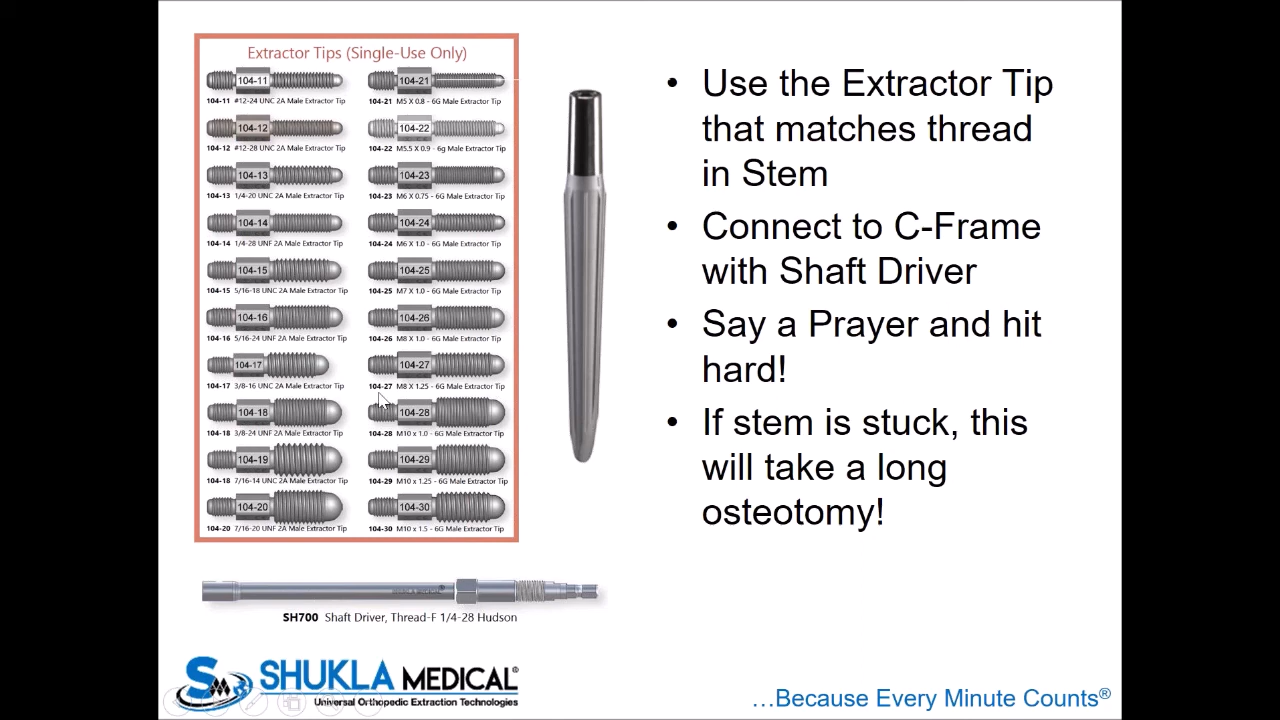 Extractor Tips (Single-Use Only)
104-11
104-11 #12-24 UNC 2A Male Extractor Tip
104-12
104-12 #12-28 UNC 2A Male Extractor Tip
104-13
104-13 1/4-20 UNC 2A Male Extractor Tip
104-14
104-14 1/4-28 UNF 2A Male Extractor Tip
104-15
104-15 5/16-18 UNC 2A Male Extractor Tip
104-16
104-16 5/16-24 UNF 2A Male Extractor Tip
104-17
104-17 3/8-16 UNC 2A Male Extractor Tip
104-18
104-18 3/8-24 UNF 2A Male Extractor Tip
104-19
104-18 7/16-14 UNC 2A Male Extractor Tip
104-20
104-20 7/16-20 UNF 2A Male Extractor Tip
104-21
104-21 M5 X 0.8 - 6G Male Extractor Tip
104-22
104-22 M5.5 X 0.9 - 6g Male Extractor Tip
104-23
104-23 M6 X 0.75 - 6G Male Extractor Tip
104-24
104-24 M6 X 1.0 - 6G Male Extractor Tip
104-25
104-25 M7 X 1.0 - 6G Male Extractor Tip
104-26
104-26 M8 X 1.0 - 6G Male Extractor Tip
104-27
104-27 M8 X 1.25 - 6G Male Extractor Tip
104-28
104-28 M10 x 1.0 - 6G Male Extractor Tip
104-29
104-29 M10 x 1.25 - 6G Male Extractor Tip
104-30
104-30 M10 x 1.5 - 6G Male Extractor Tip
SHUKLA MEDICAL
SH700 Shaft Driver, Thread-F 1/4-28 Hudson
• Use the Extractor Tip
that matches thread
in Stem
• Connect to C-Frame
with Shaft Driver
• Say a Prayer and hit
hard!
• If stem is stuck, this
will take a long
osteotomy!
SM
SHUKLA MEDICAL®
Universal Orthopedic Extraction Technologies
...Because Every Minute Counts®